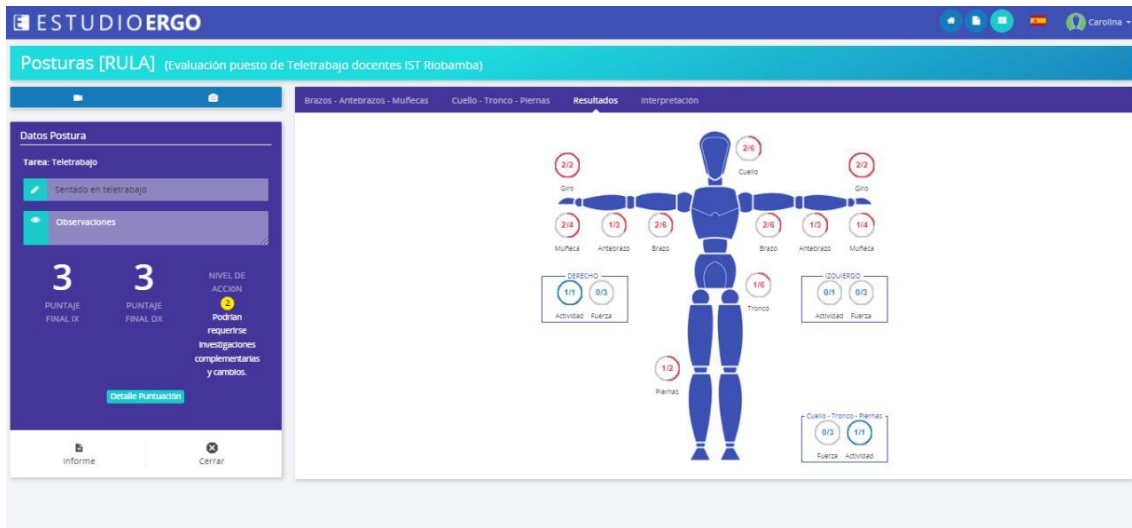 ESTUDIOERGO
Carolina
Posturas [RULA] (Evaluación puesto de Teletrabajo docentes IST Riobamba)
Datos Postura
Tarea: Teletrabajo
Sentado en teletrabajo
Observaciones
3
PUNTAJE
FINAL IX
3
PUNTAJE
FINAL DX
NIVEL DE
ACCIÓN
2
Podrían
requerirse
investigaciones
complementarias
y cambios.
Detalle Puntuación
Informe
Cerrar
Brazos - Antebrazos - Muñecas Cuello - Tronco - Piernas Resultados Interpretación
2/6
Cuello
2/2
Giro
2/2
Giro
2/4 1/3 2/6
Muñeca Antebrazo Brazo
2/6 1/3 1/4
Brazo Antebrazo Muñeca
DERECHO
1/1 0/3
Actividad Fuerza
1/6
Tronco
IZQUIERDO
0/1 0/3
Actividad Fuerza
1/2
Piernas
Cuello - Tronco - Piernas
0/3 1/1
Fuerza Actividad